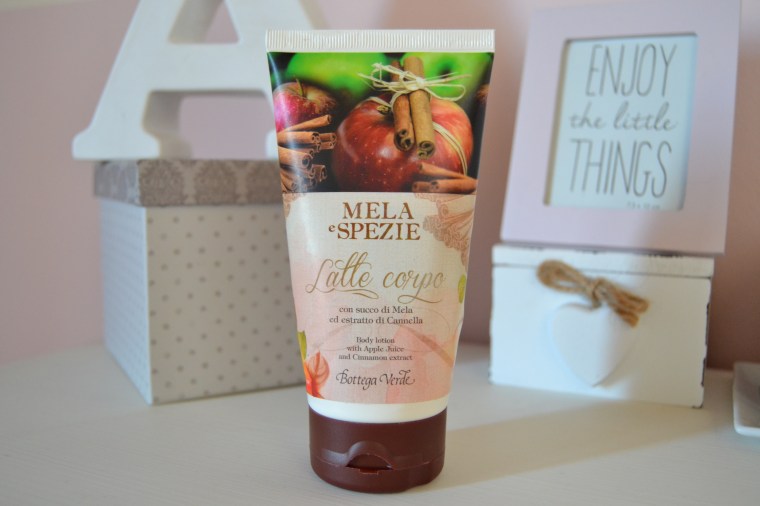 A
MELA
e SPEZIE
Latte corpo
con succo di Mela
ed estratto di Cannella
Body lotion
with Apple Juice
and Cinnamon extract
Bottega Verde
ENJOY
the little
THINGS